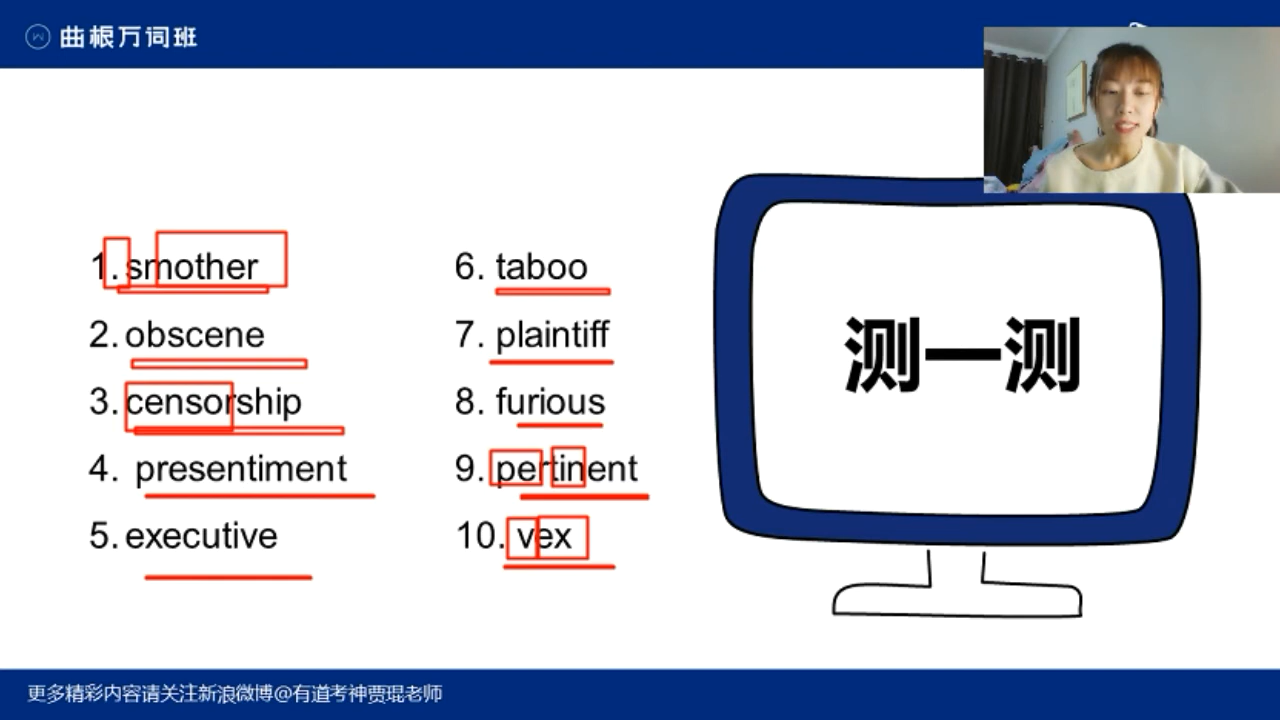 曲根万词班
1. smother
2. obscene
3. censorship
4. presentiment
5. executive
6. taboo
7. plaintiff
8. furious
9. pertinent
10. vex
测一测
更多精彩内容请关注新浪微博@有道考神贾琨老师